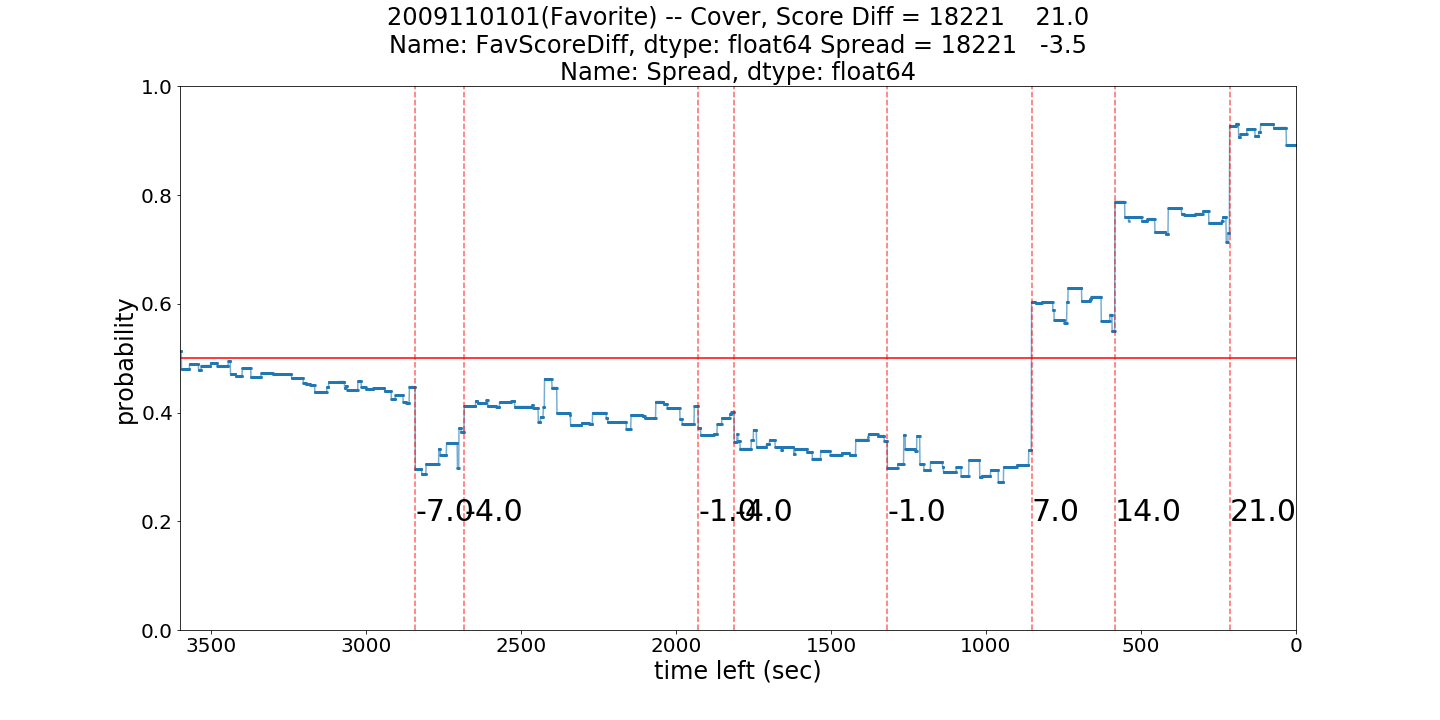 2009110101(Favorite) -- Cover, Score Diff = 18221    21.0
Name: FavScoreDiff, dtype: float64 Spread = 18221   -3.5
Name: Spread, dtype: float64
1.0
0.8
0.6
0.4
0.2
0.0
probability
-7.0 -4.0 -1.0 -4.0 -1.0 7.0 14.0 21.0
3500 3000 2500 2000 1500 1000 500 0
time left (sec)